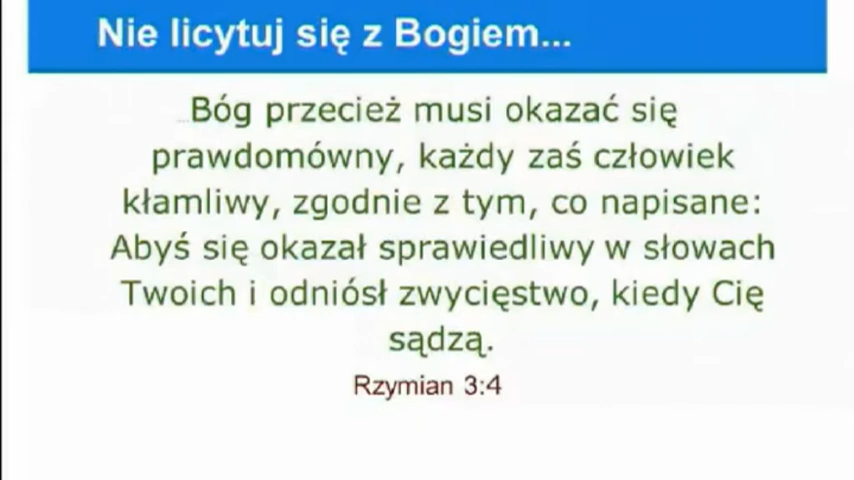 Nie licytuj się z Bogiem...
...Bóg przecież musi okazać się
prawdomówny, każdy zaś człowiek
kłamliwy, zgodnie z tym, co napisane:
Abyś się okazał sprawiedliwy w słowach
Twoich i odniósł zwycięstwo, kiedy Cię
sądzą.
Rzymian 3:4